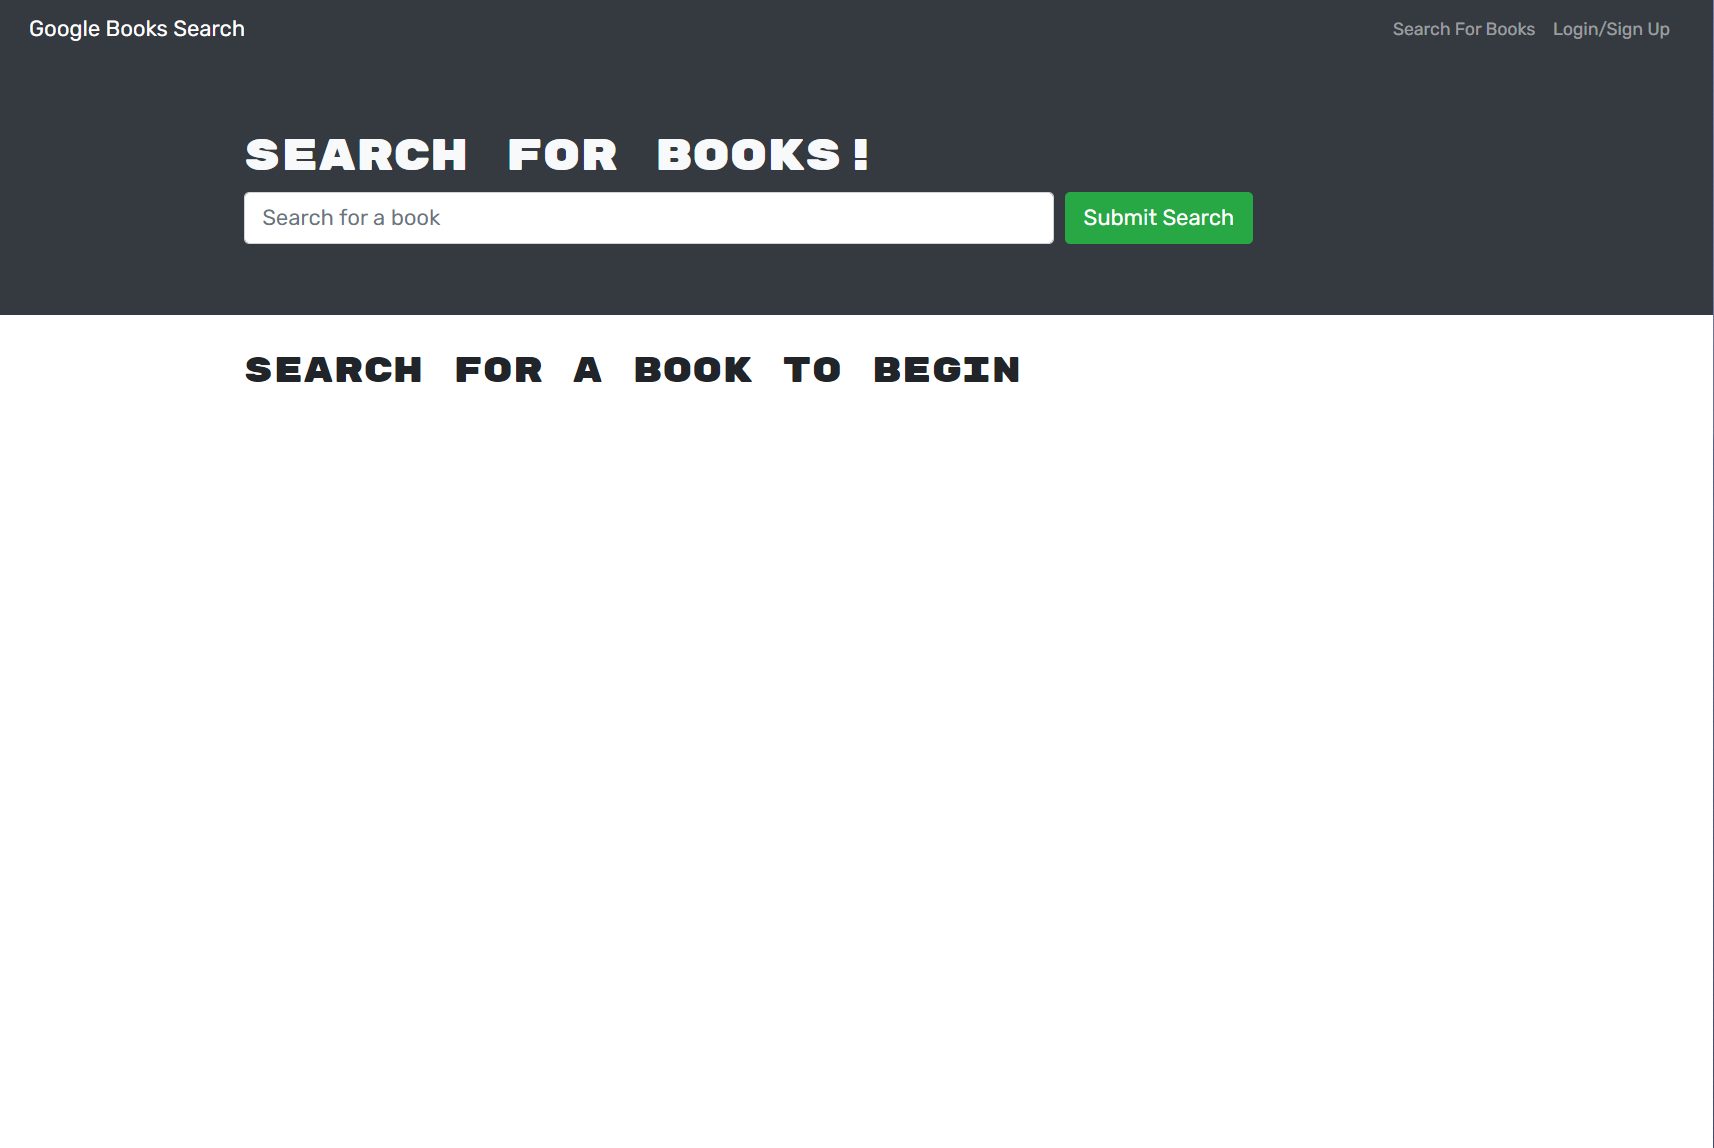 Google Books Search
Search For Books
Login/Sign Up
SEARCH FOR BOOKS!
Search for a book
Submit Search
SEARCH FOR A BOOK TO BEGIN